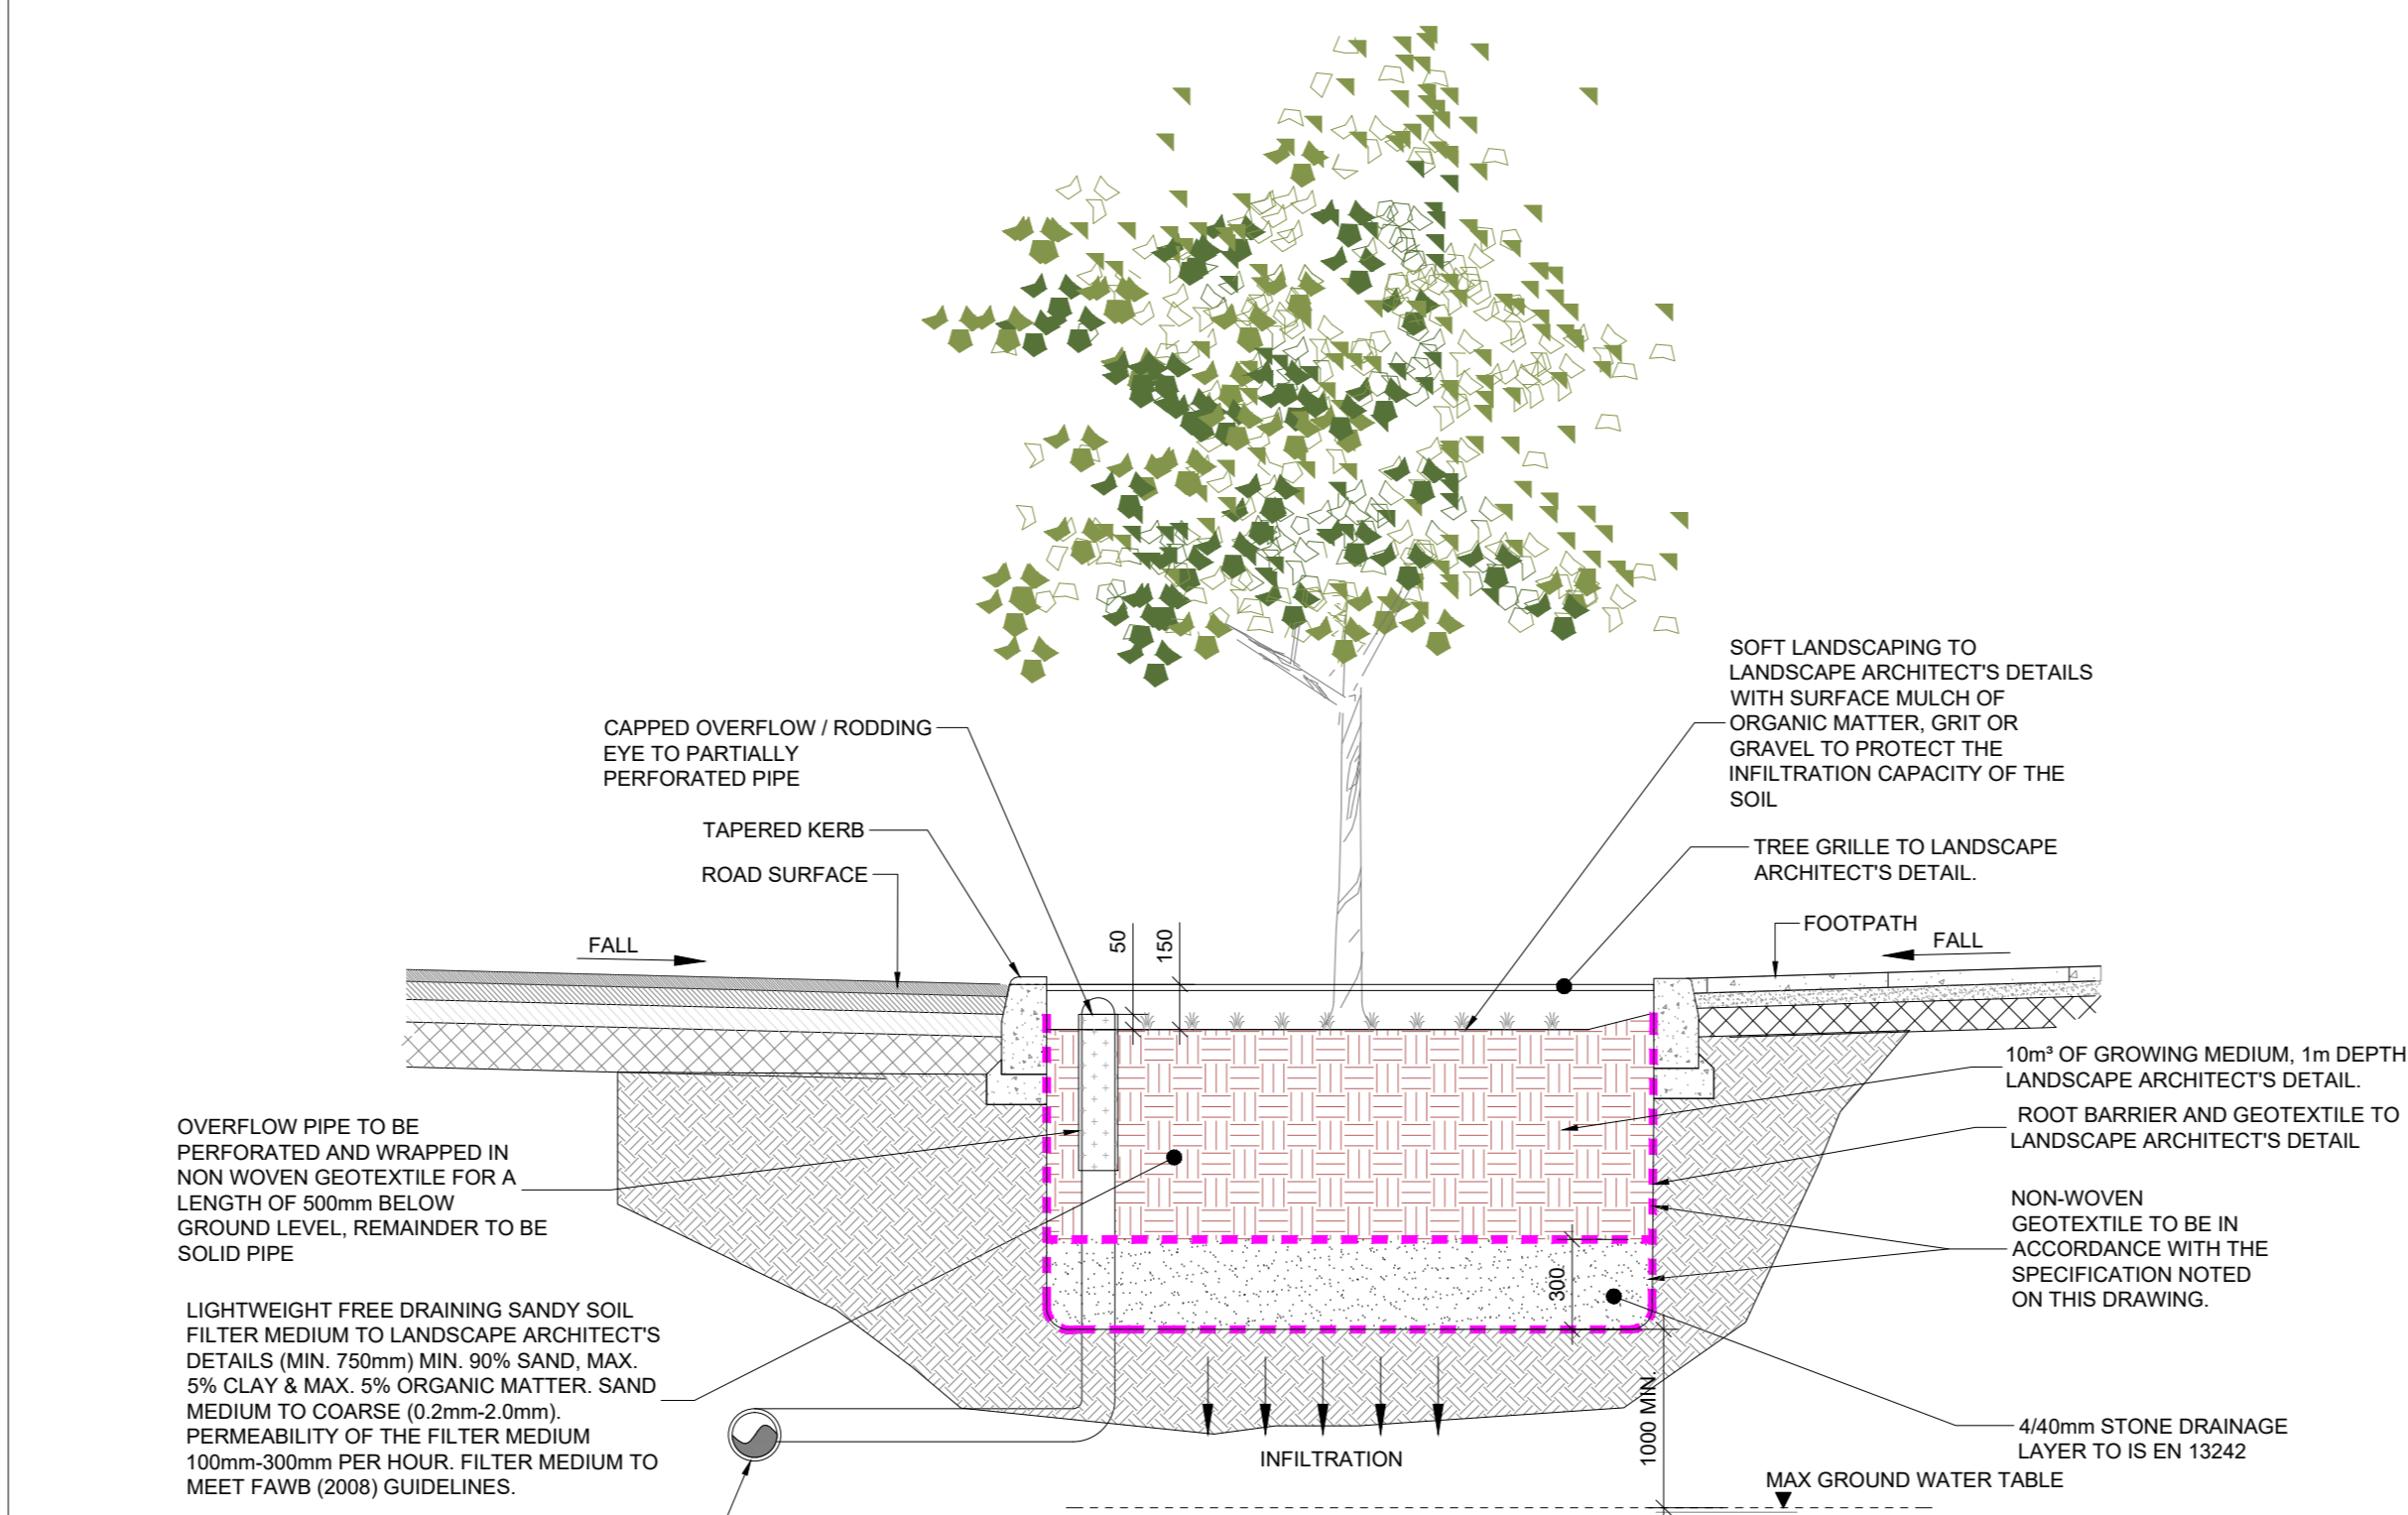 SOFT LANDSCAPING TO
LANDSCAPE ARCHITECT'S DETAILS
WITH SURFACE MULCH OF
ORGANIC MATTER, GRIT OR
GRAVEL TO PROTECT THE
INFILTRATION CAPACITY OF THE
SOIL
CAPPED OVERFLOW / RODDING
EYE TO PARTIALLY
PERFORATED PIPE
TAPERED KERB
ROAD SURFACE
TREE GRILLE TO LANDSCAPE
ARCHITECT'S DETAIL.
FOOTPATH
FALL
50
150
FALL
10m³ OF GROWING MEDIUM, 1m DEPTH
LANDSCAPE ARCHITECT'S DETAIL.
ROOT BARRIER AND GEOTEXTILE TO
LANDSCAPE ARCHITECT'S DETAIL
OVERFLOW PIPE TO BE
PERFORATED AND WRAPPED IN
NON WOVEN GEOTEXTILE FOR A
LENGTH OF 500mm BELOW
GROUND LEVEL, REMAINDER TO BE
SOLID PIPE
NON-WOVEN
GEOTEXTILE TO BE IN
ACCORDANCE WITH THE
SPECIFICATION NOTED
ON THIS DRAWING.
300
LIGHTWEIGHT FREE DRAINING SANDY SOIL
FILTER MEDIUM TO LANDSCAPE ARCHITECT'S
DETAILS (MIN. 750mm) MIN. 90% SAND, MAX.
5% CLAY & MAX. 5% ORGANIC MATTER. SAND
MEDIUM TO COARSE (0.2mm-2.0mm).
PERMEABILITY OF THE FILTER MEDIUM
100mm-300mm PER HOUR. FILTER MEDIUM TO
MEET FAWB (2008) GUIDELINES.
INFILTRATION
1000 MIN.
4/40mm STONE DRAINAGE
LAYER TO IS EN 13242
MAX GROUND WATER TABLE